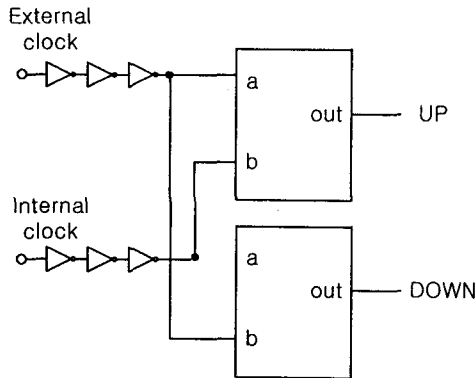 External
clock
a
out
UP
b
Internal
clock
a
out
DOWN
b